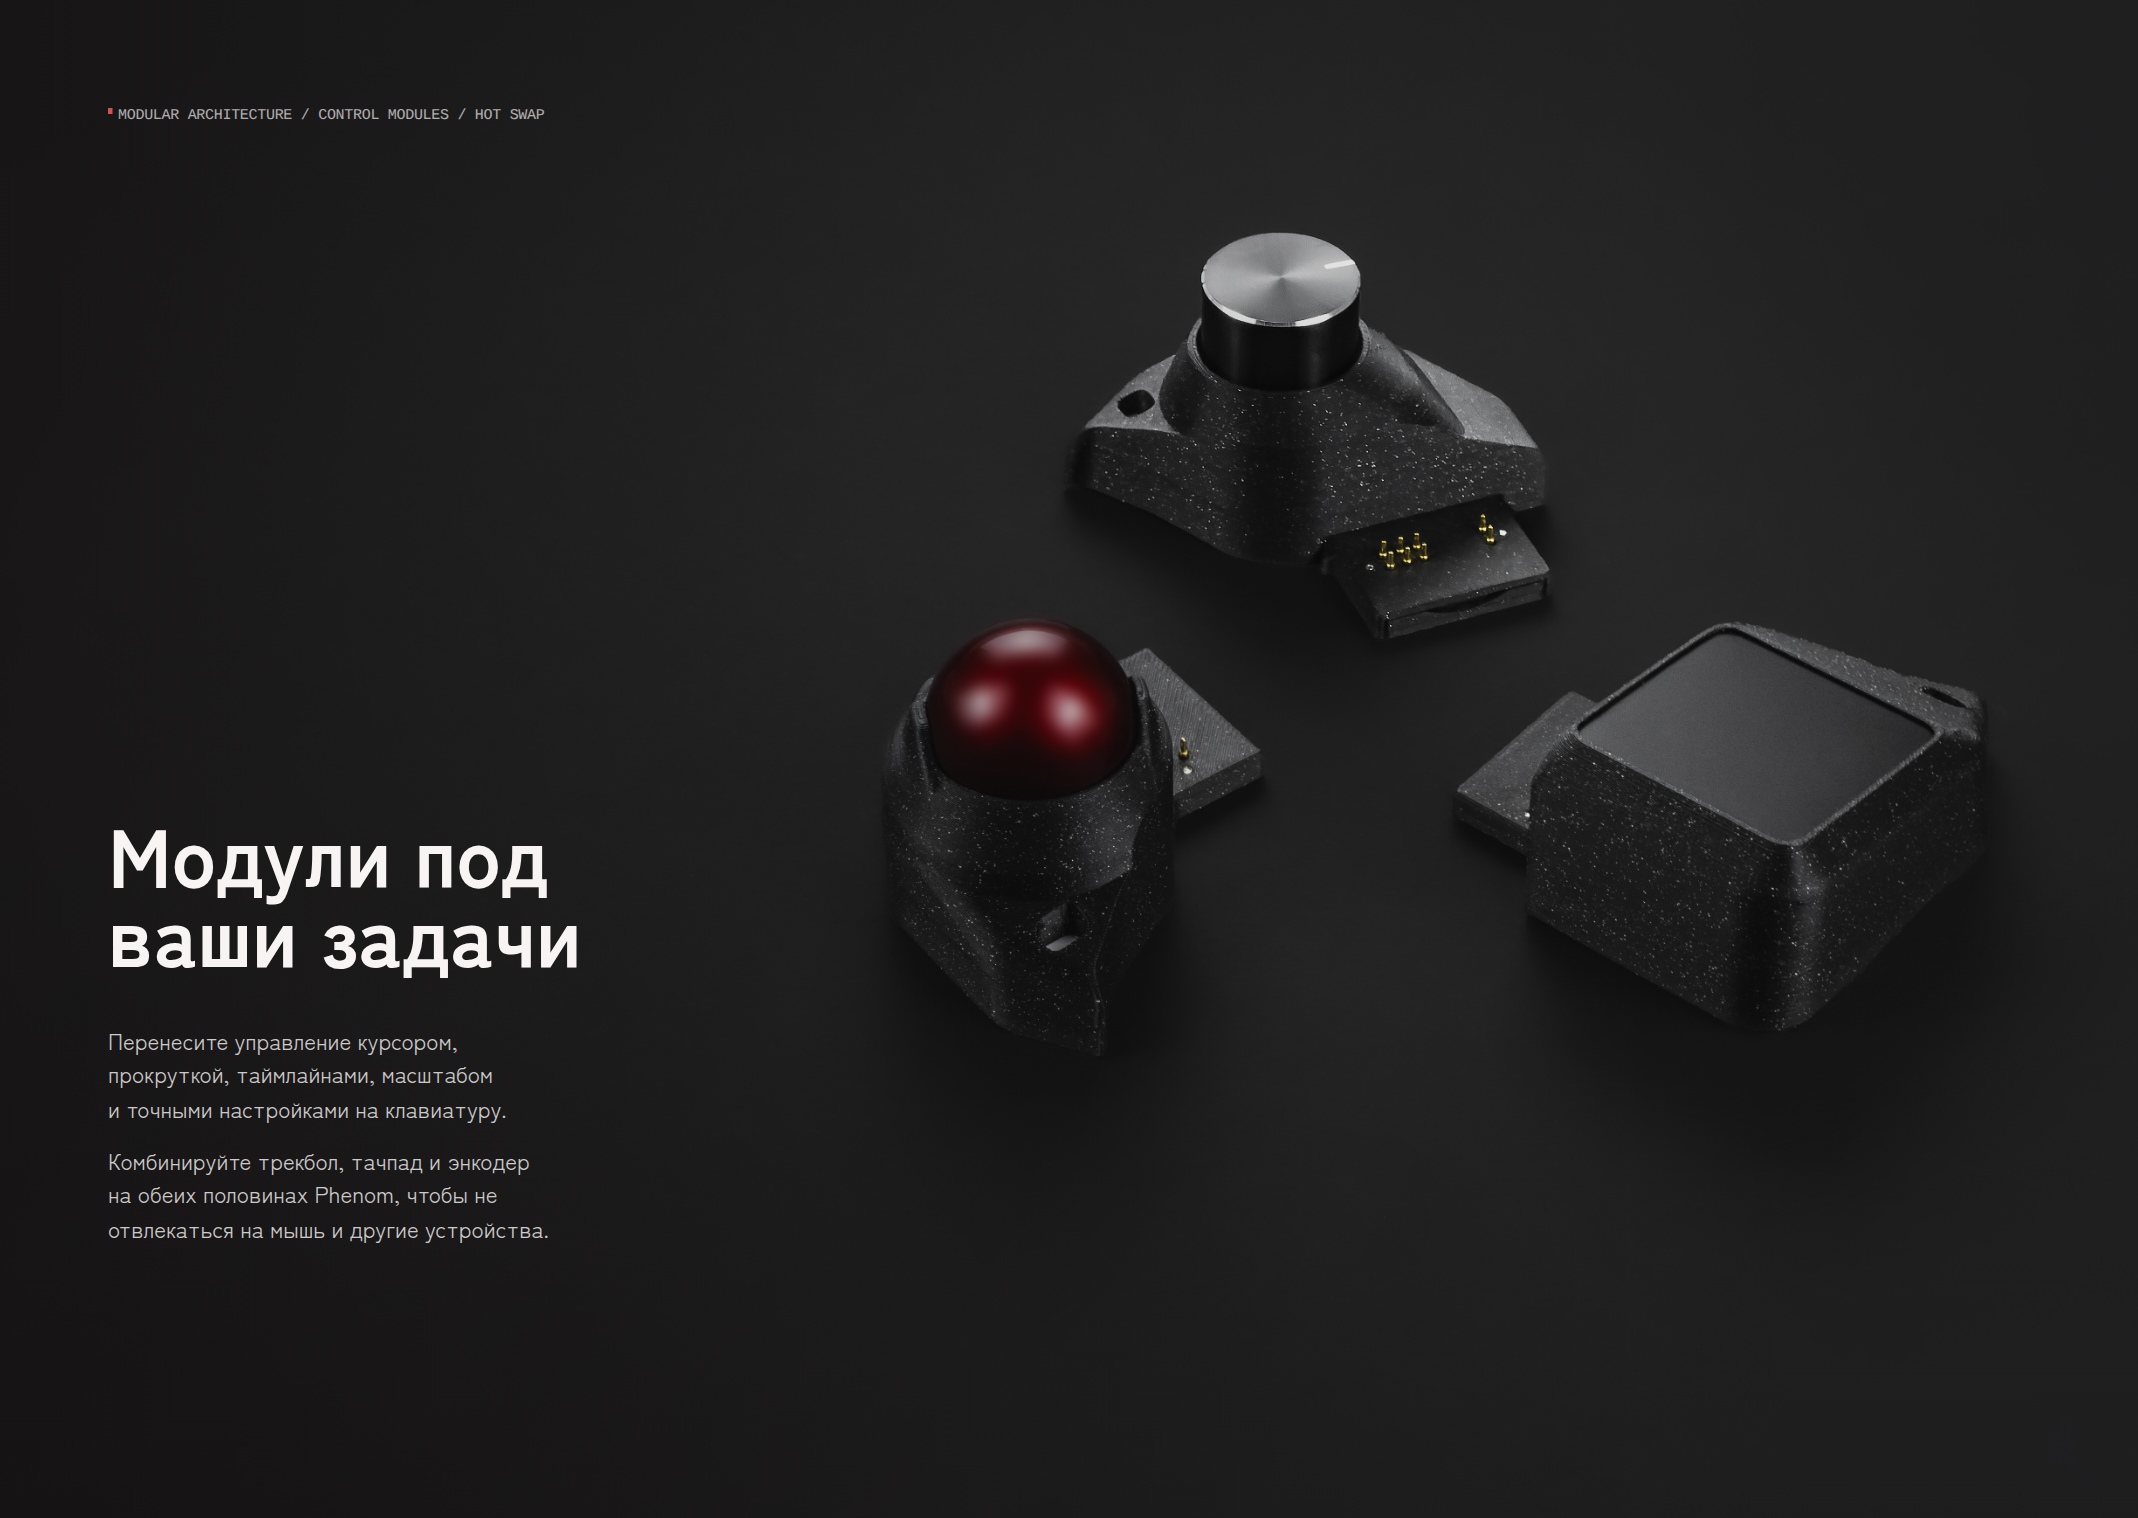 MODULAR ARCHITECTURE / CONTROL MODULES / HOT SWAP
Модули под
ваши задачи
Перенесите управление курсором,
прокруткой, таймлайнами, масштабом
и точными настройками на клавиатуру.
Комбинируйте трекбол, тачпад и энкодер
на обеих половинах Phenom, чтобы не
отвлекаться на мышь и другие устройства.